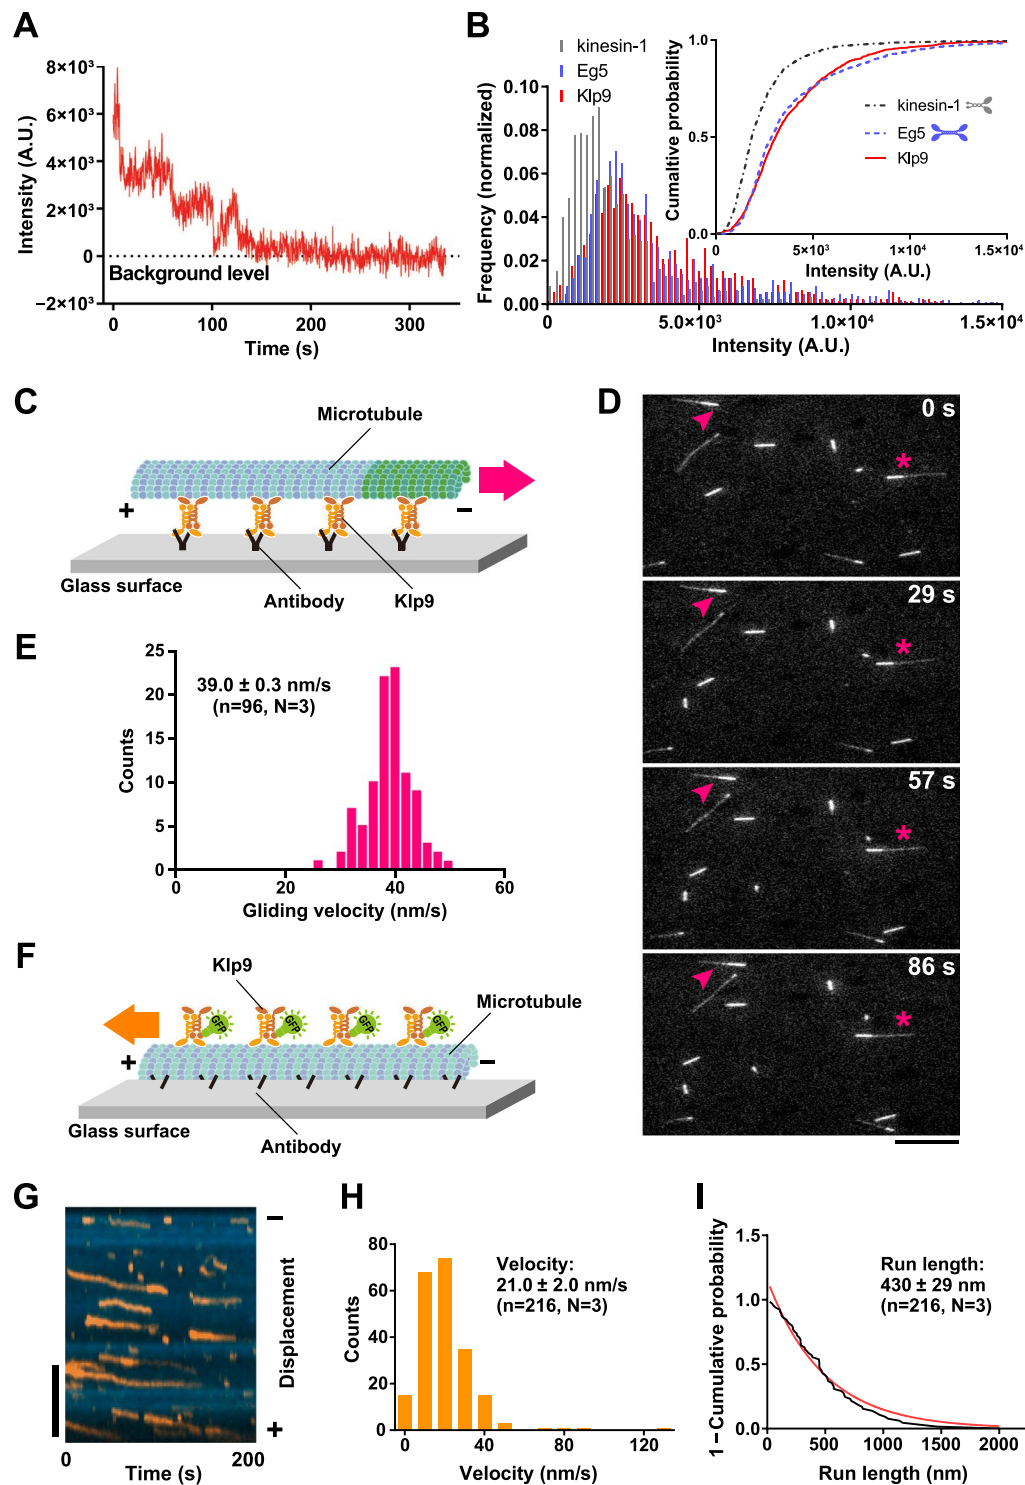 A
Intensity (A.U.)
8×10³
6×10³
4×10³
2×10³
0
−2×10³
Background level
0
100
200
300
Time (s)
B
kinesin-1
Eg5
Klp9
Frequency (normalized)
0.10
0.08
0.06
0.04
0.02
0.00
0
5.0×10³
1.0×10⁴
1.5×10⁴
Intensity (A.U.)
Cumalative probability
1.0
0.5
0.0
0
5×10³
1×10⁴
15×10⁴
Intensity (A.U.)
kinesin-1
Eg5
Klp9
C
Microtubule
+
−
Glass surface
Antibody
Klp9
D
0 s
*
29 s
*
57 s
*
86 s
*
E
Counts
25
20
15
10
5
0
39.0 ± 0.3 nm/s
(n=96, N=3)
0
20
40
60
Gliding velocity (nm/s)
F
Klp9
Microtubule
GFP
GFP
GFP
GFP
+
−
Glass surface
Antibody
G
−
Displacement
+
0
200
Time (s)
H
Counts
80
60
40
20
0
Velocity:
21.0 ± 2.0 nm/s
(n=216, N=3)
0
40
80
120
Velocity (nm/s)
I
1−Cumulative probability
1.5
1.0
0.5
0.0
Run length:
430 ± 29 nm
(n=216, N=3)
0
500
1000
1500
2000
Run length (nm)